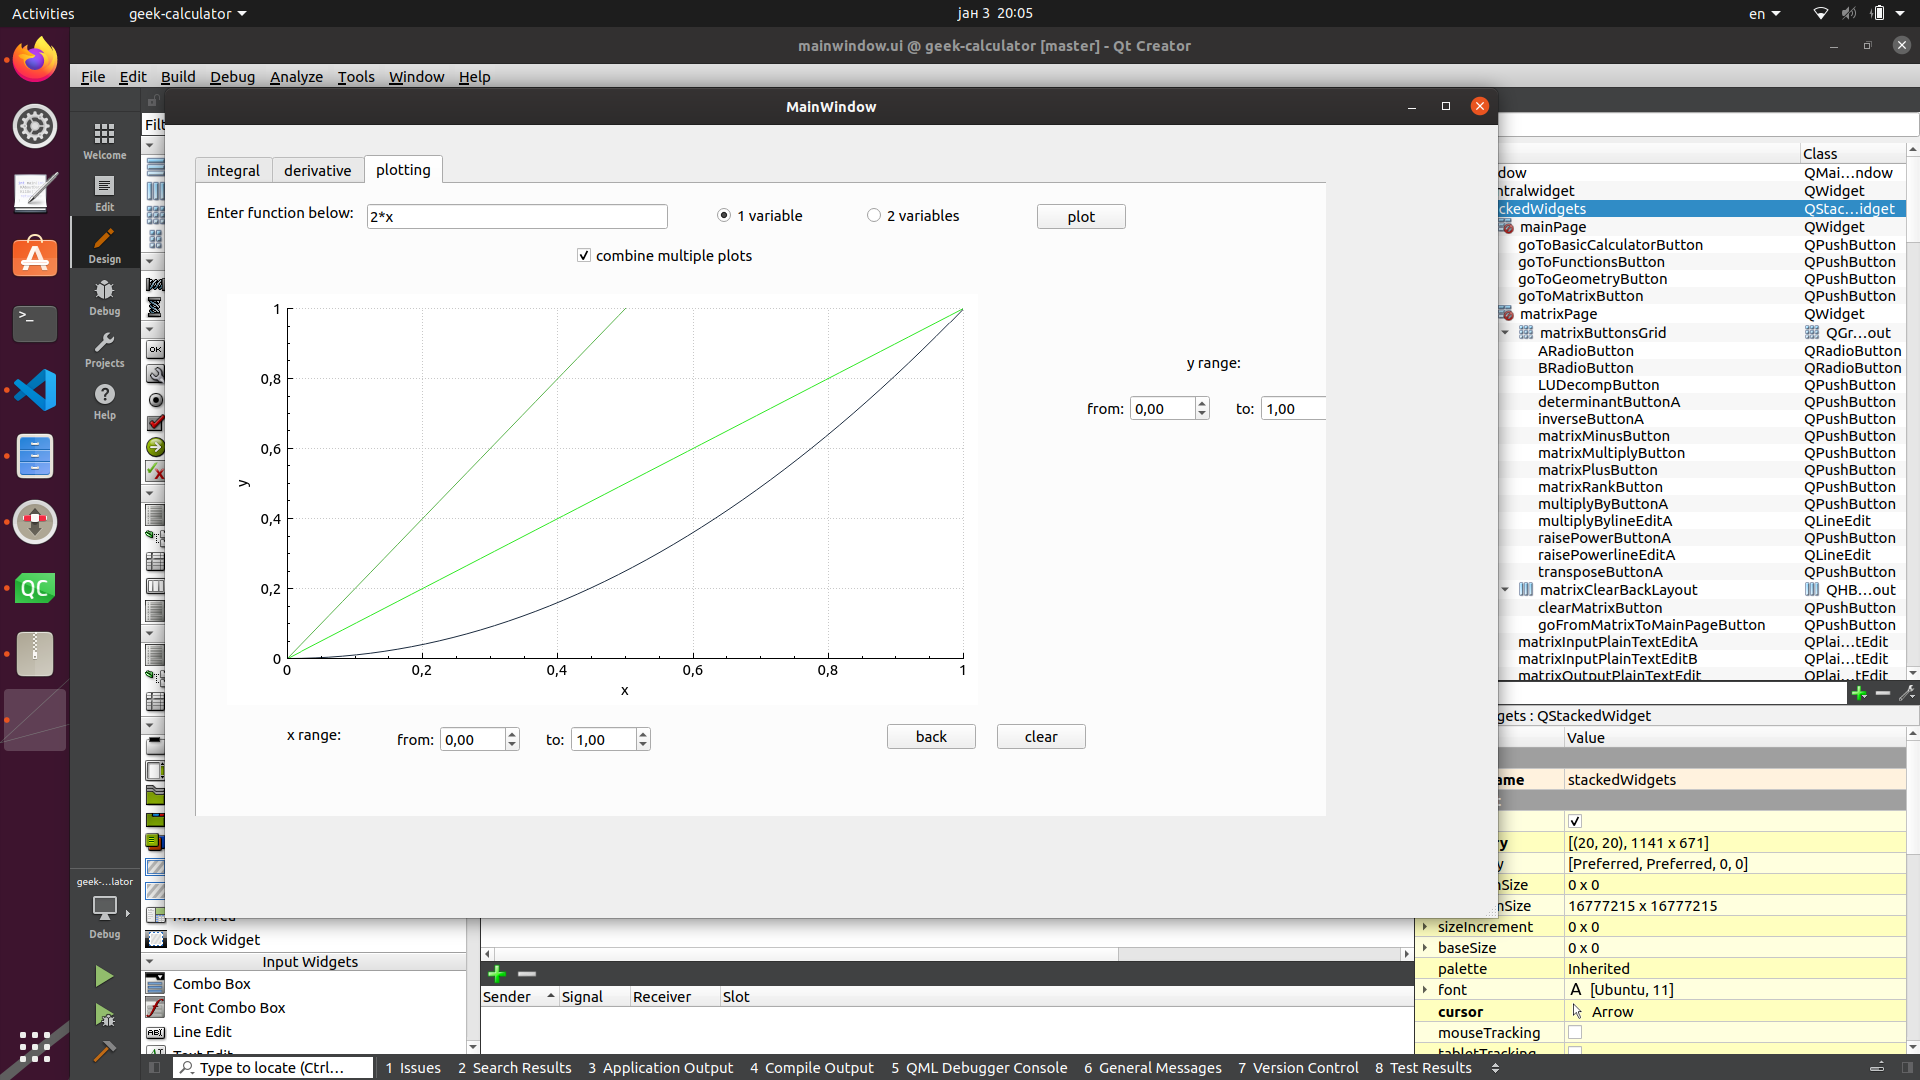 Activities
geek-calculator
јан 3 20:05
en
mainwindow.ui @ geek-calculator [master] - Qt Creator
File Edit Build Debug Analyze Tools Window Help
MainWindow
Welcome
Edit
Design
Debug
Projects
Help
geek-...lator
Debug
integral
derivative
plotting
Enter function below:
2*x
1 variable
2 variables
plot
combine multiple plots
1
0,8
0,6
0,4
0,2
0
y
0 0,2 0,4 0,6 0,8 1
x
y range:
from: 0,00 to: 1,00
x range:
from: 0,00 to: 1,00
back
clear
Class
dow QMai...ndow
ntralwidget QWidget
ckedWidgets QStac...idget
mainPage QWidget
goToBasicCalculatorButton QPushButton
goToFunctionsButton QPushButton
goToGeometryButton QPushButton
goToMatrixButton QPushButton
matrixPage QWidget
matrixButtonsGrid QGr...out
ARadioButton QRadioButton
BRadioButton QRadioButton
LUDecompButton QPushButton
determinantButtonA QPushButton
inverseButtonA QPushButton
matrixMinusButton QPushButton
matrixMultiplyButton QPushButton
matrixPlusButton QPushButton
matrixRankButton QPushButton
multiplyByButtonA QPushButton
multiplyBylineEditA QLineEdit
raisePowerButtonA QPushButton
raisePowerlineEditA QLineEdit
transposeButtonA QPushButton
matrixClearBackLayout QHB...out
clearMatrixButton QPushButton
goFromMatrixToMainPageButton QPushButton
matrixInputPlainTextEditA QPlai...tEdit
matrixInputPlainTextEditB QPlai...tEdit
matrixOutputPlainTextEdit QPlai...tEdit
gets : QStackedWidget
Value
ame stackedWidgets
ry [(20, 20), 1141 x 671]
y [Preferred, Preferred, 0, 0]
nSize 0 x 0
nSize 16777215 x 16777215
sizeIncrement 0 x 0
baseSize 0 x 0
palette Inherited
font A [Ubuntu, 11]
cursor Arrow
mouseTracking
tabletTracking
Dock Widget
Input Widgets
Combo Box
Font Combo Box
Line Edit
Sender Signal Receiver Slot
Type to locate (Ctrl...
1 Issues 2 Search Results 3 Application Output 4 Compile Output 5 QML Debugger Console 6 General Messages 7 Version Control 8 Test Results